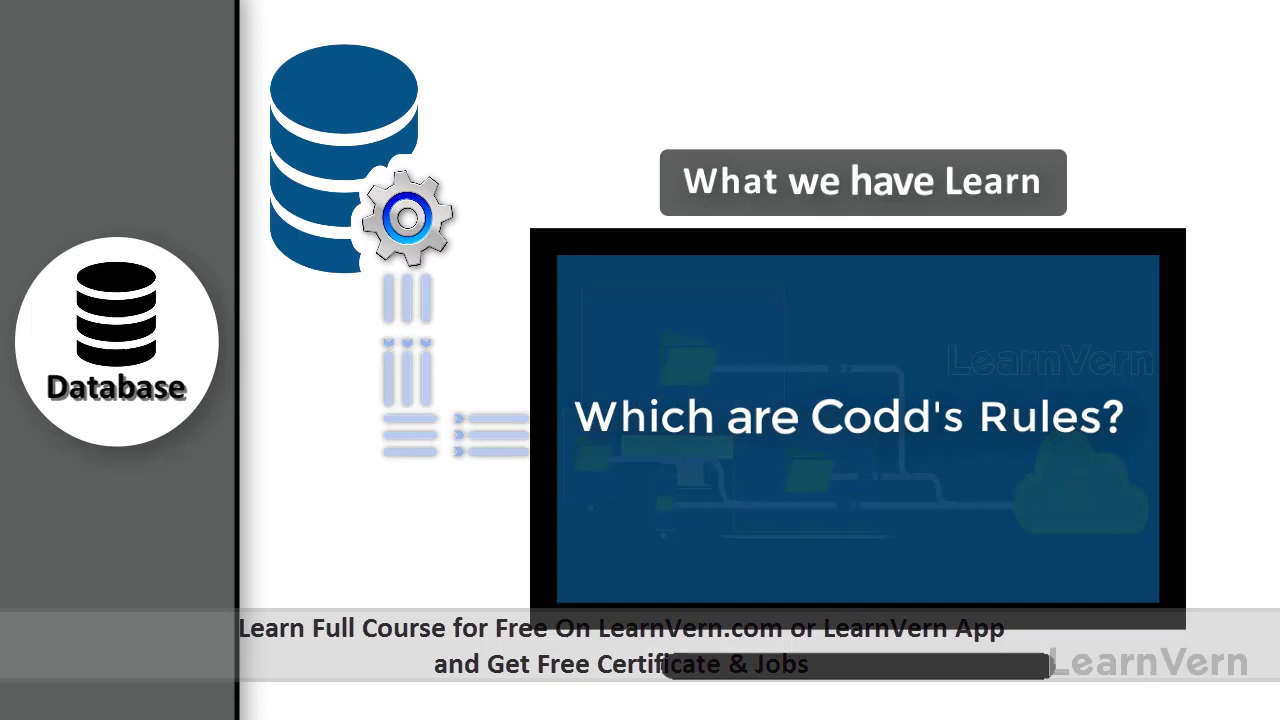 What we have Learn
LearnVern
Which are Codd's Rules?
Database
Learn Full Course for Free On LearnVern.com or LearnVern App
and Get Free Certificate & Jobs
LearnVern